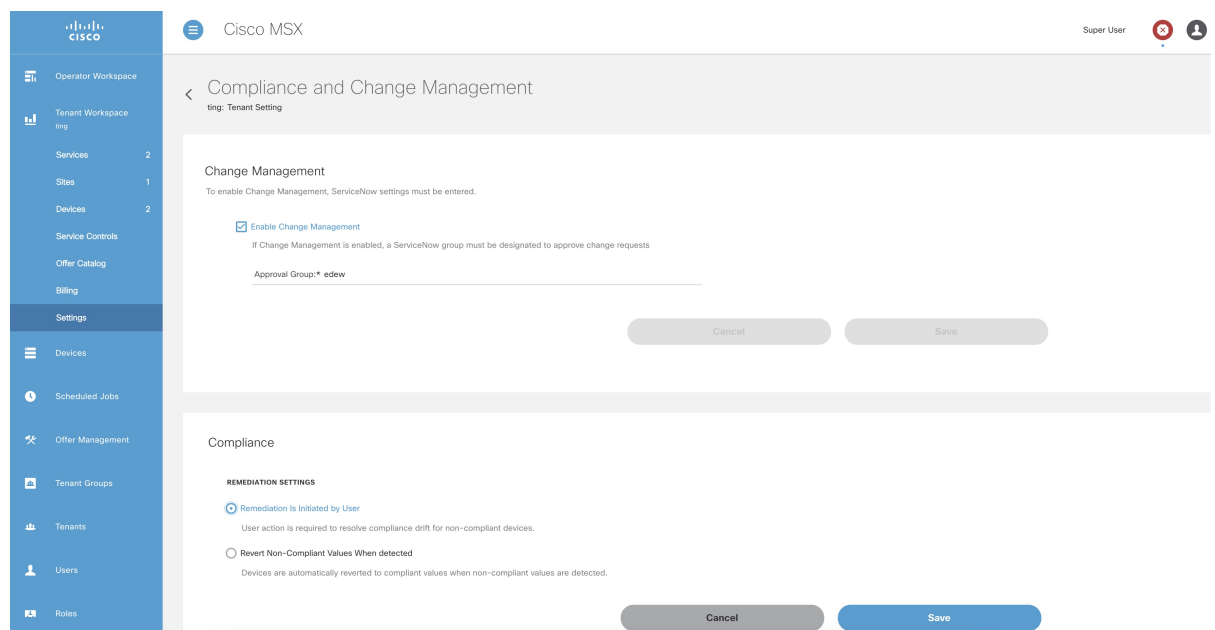 CISCO
Cisco MSX
Super User
Operator Workspace
Tenant Workspace
ting
Services 2
Sites 1
Devices 2
Service Controls
Offer Catalog
Billing
Settings
Devices
Scheduled Jobs
Offer Management
Tenant Groups
Tenants
Users
Roles
Compliance and Change Management
ting: Tenant Setting
Change Management
To enable Change Management, ServiceNow settings must be entered.
Enable Change Management
If Change Management is enabled, a ServiceNow group must be designated to approve change requests
Approval Group:* edew
Cancel Save
Compliance
REMEDIATION SETTINGS
Remediation Is Initiated by User
User action is required to resolve compliance drift for non-compliant devices.
Revert Non-Compliant Values When detected
Devices are automatically reverted to compliant values when non-compliant values are detected.
Cancel Save